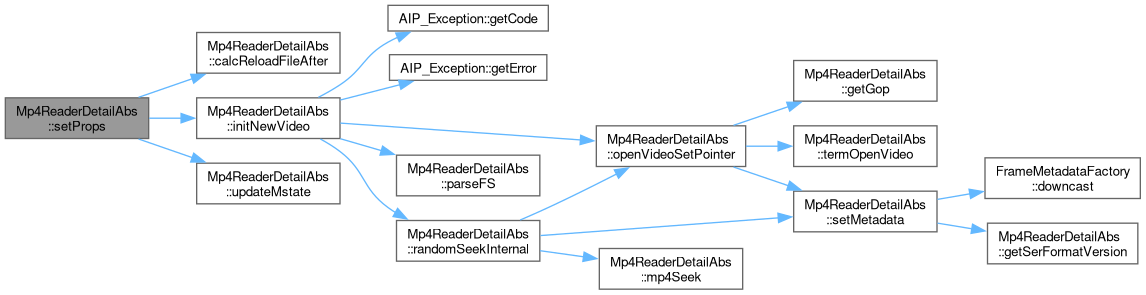 Mp4ReaderDetailAbs
::setProps
Mp4ReaderDetailAbs
::calcReloadFileAfter
Mp4ReaderDetailAbs
::initNewVideo
Mp4ReaderDetailAbs
::updateMstate
AIP_Exception::getCode
AIP_Exception::getError
Mp4ReaderDetailAbs
::parseFS
Mp4ReaderDetailAbs
::randomSeekInternal
Mp4ReaderDetailAbs
::openVideoSetPointer
Mp4ReaderDetailAbs
::mp4Seek
Mp4ReaderDetailAbs
::getGop
Mp4ReaderDetailAbs
::termOpenVideo
Mp4ReaderDetailAbs
::setMetadata
FrameMetadataFactory
::downcast
Mp4ReaderDetailAbs
::getSerFormatVersion